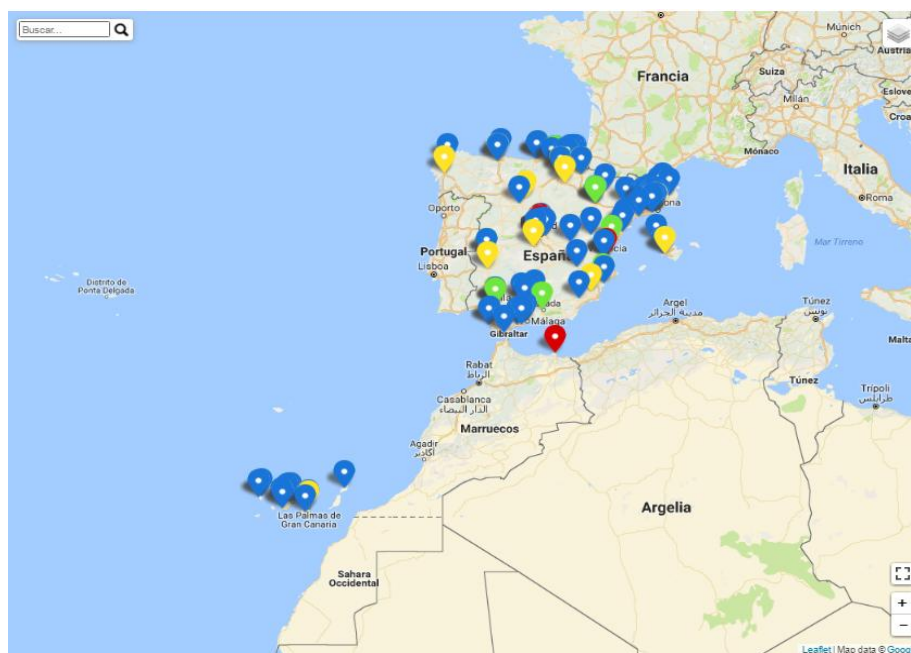 Buscar...
Múnich
Austria
Francia
Suiza
Eslove
Milán
Croa
Mónaco
Italia
Roma
Oporto
Portugal
España
Lisboa
Mar Tirreno
Distrito de
Ponta Delgada
Málaga
Gibraltar
Argel
مدينة الجزائر
Túnez
تونس
Malta
Rabat
الرباط
Túnez
Trípoli
طرابلس
Casablanca
الدار البيضاء
Marruecos
Agadir
أكادير
Las Palmas de
Gran Canaria
Argelia
Sahara
Occidental
+
−
Leaflet | Map data © Goog